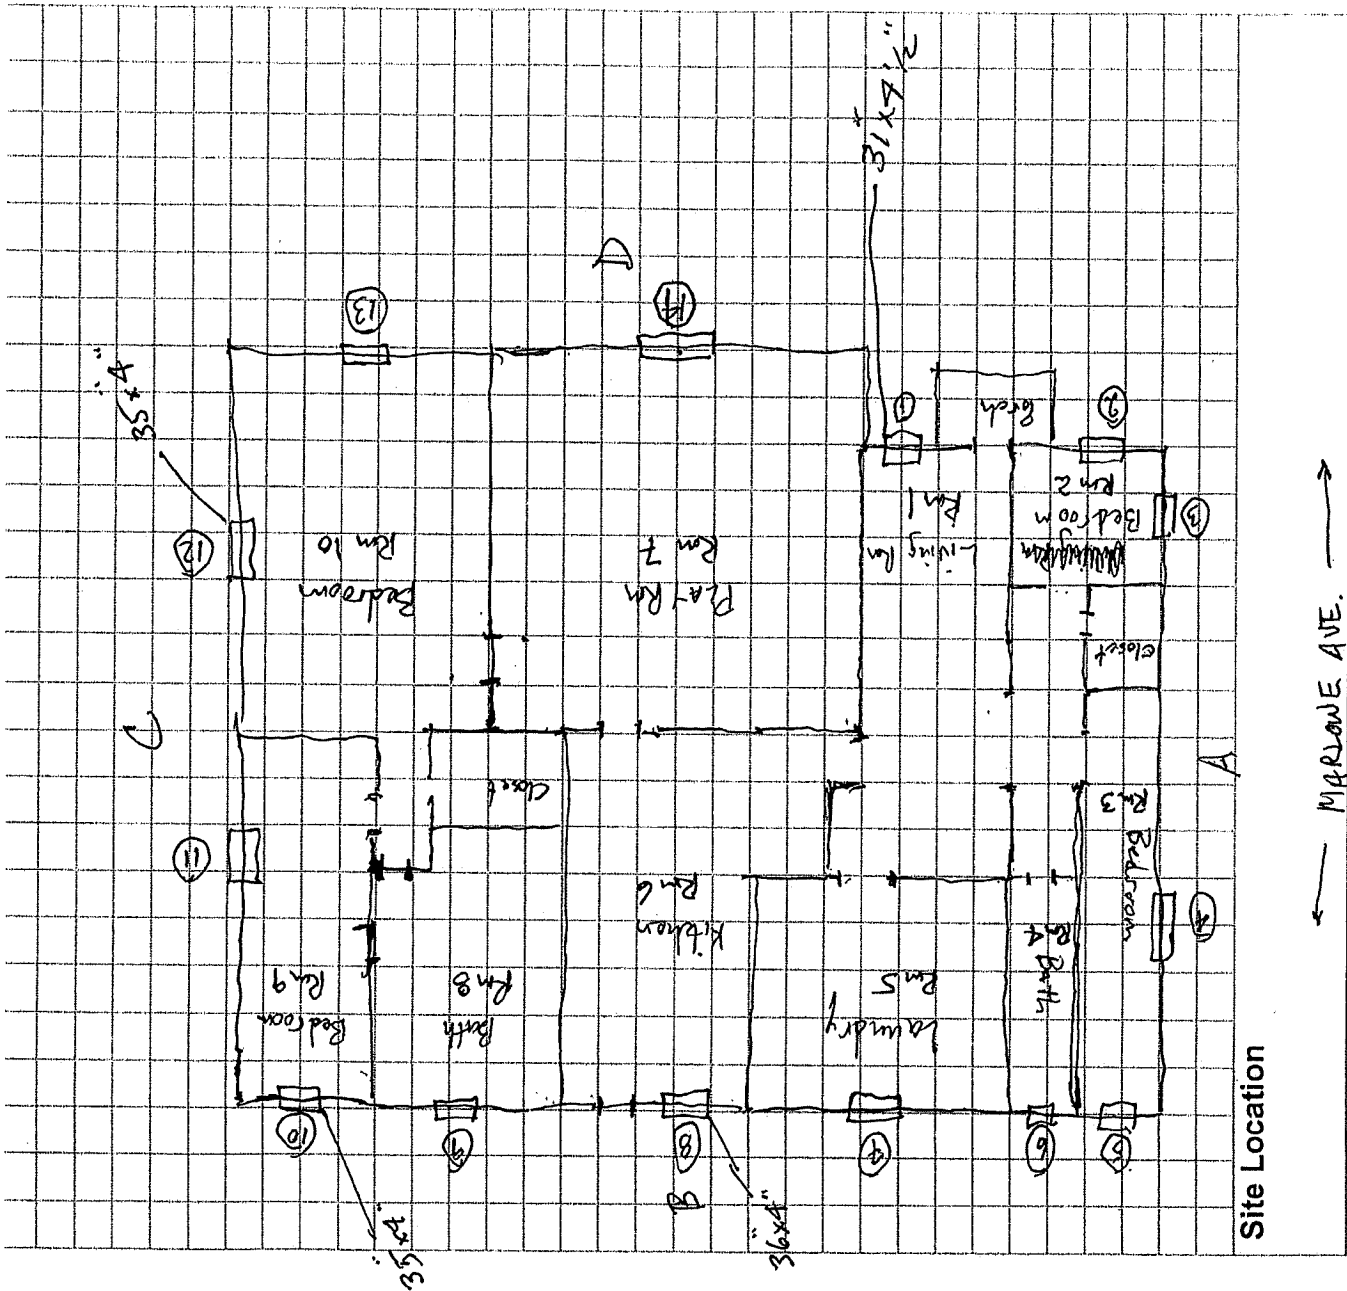 C
11
12
35"x4"
13
D
14
Bedroom
Rm 9
Bedroom
Rm 10
10
35"x4"
Bath
Rm 8
Closet
9
8
B
36"x4"
Kitchen
Rm 6
PLAY Rm
Rm 7
31"x4 1/2"
Laundry
Rm 5
7
Living Rm
Rm 1
1
Porch
Bath
Rm 4
6
Bedroom
Rm 2
2
Closet
Bedroom
Rm 3
5
4
3
A
Site Location
MARLOWE AVE.